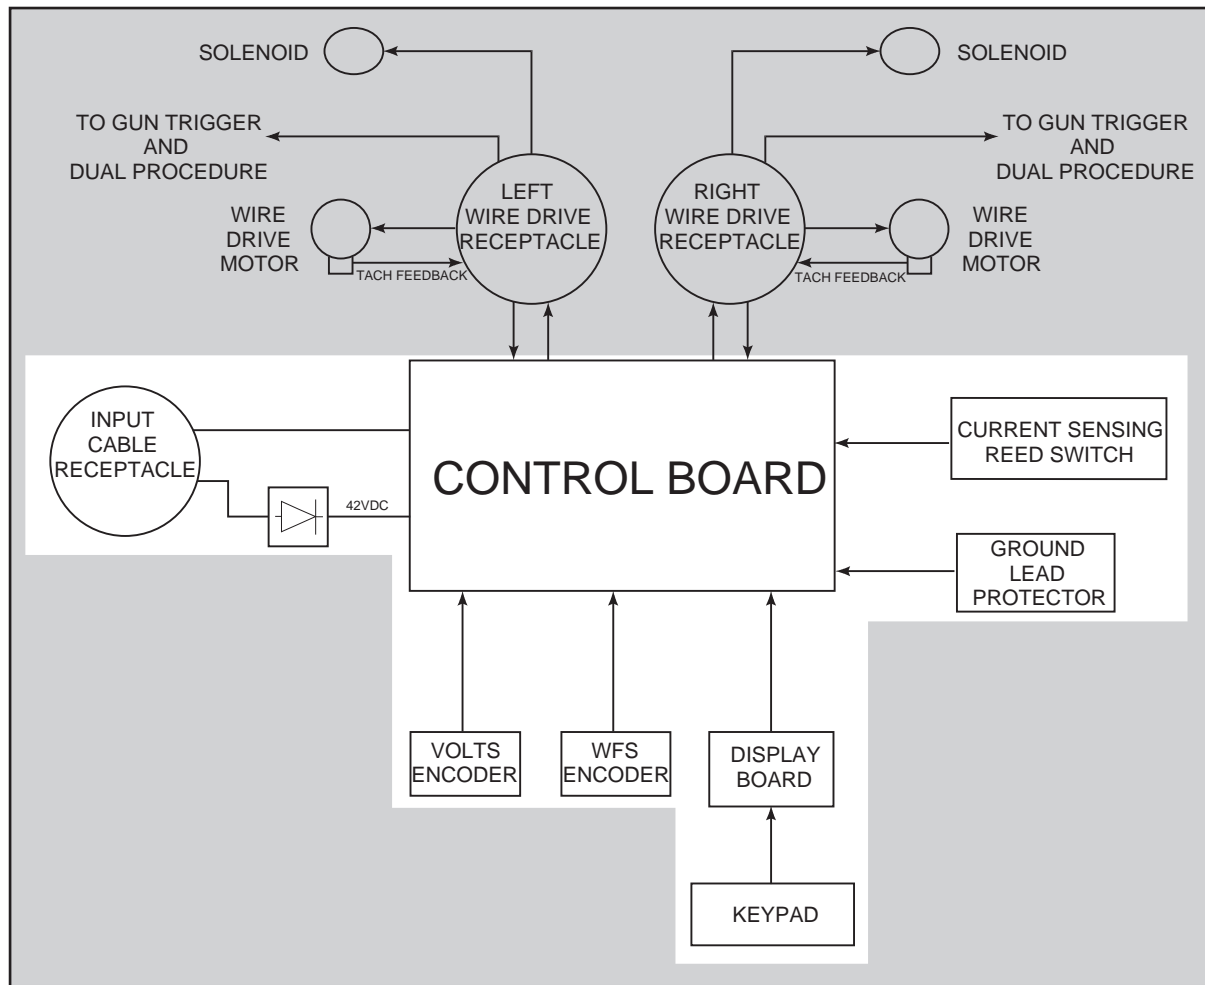 SOLENOID
SOLENOID
TO GUN TRIGGER
AND
DUAL PROCEDURE
TO GUN TRIGGER
AND
DUAL PROCEDURE
LEFT
WIRE DRIVE
RECEPTACLE
RIGHT
WIRE DRIVE
RECEPTACLE
WIRE
DRIVE
MOTOR
WIRE
DRIVE
MOTOR
TACH FEEDBACK
TACH FEEDBACK
INPUT
CABLE
RECEPTACLE
42VDC
CONTROL BOARD
CURRENT SENSING
REED SWITCH
GROUND
LEAD
PROTECTOR
VOLTS
ENCODER
WFS
ENCODER
DISPLAY
BOARD
KEYPAD